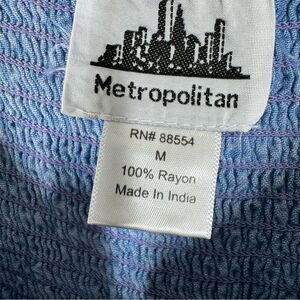 Metropolitan
RN# 88554
M
100% Rayon
Made In India